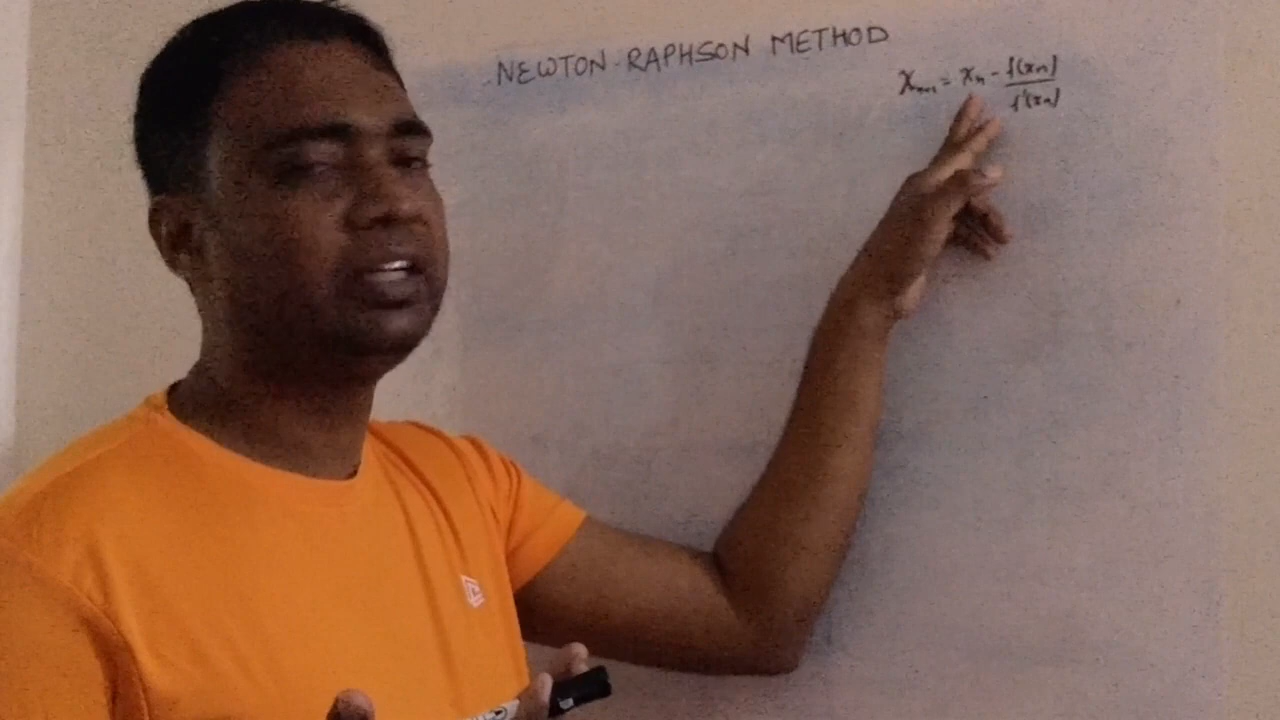 NEWTON-RAPHSON METHOD
xₙ₊₁ = xₙ - f(xₙ)/f'(xₙ)